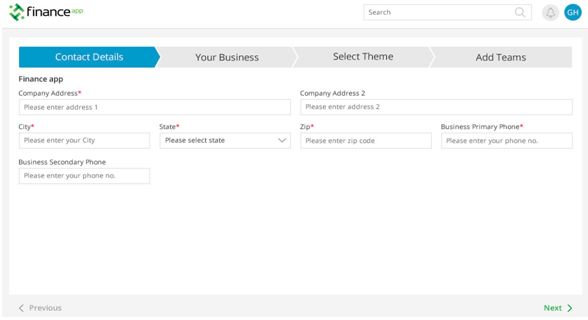 financeapp
Search
GH
Contact Details
Your Business
Select Theme
Add Teams
Finance app
Company Address*
Company Address 2
Please enter address 1
Please enter address 2
City*
State*
Zip*
Business Primary Phone*
Please enter your City
Please select state
Please enter zip code
Please enter your phone no.
Business Secondary Phone
Please enter your phone no.
Previous
Next